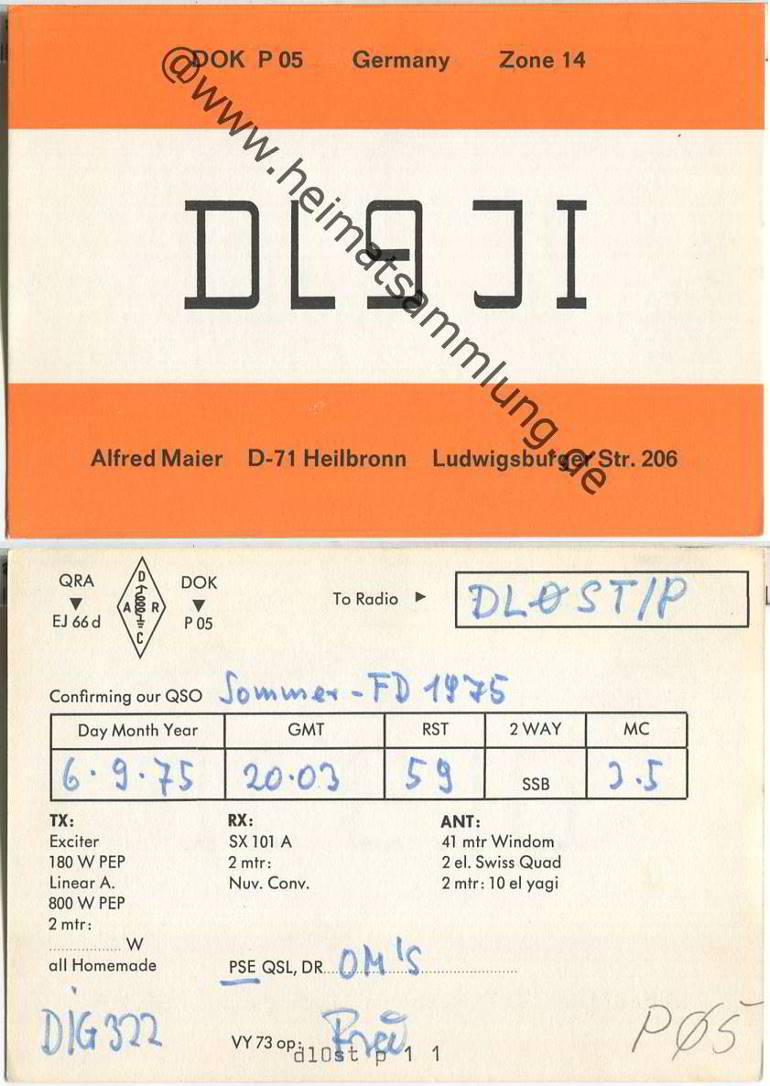 DOK P 05 Germany Zone 14
@www.heimatsammlung.de
DL9JI
Alfred Maier D-71 Heilbronn Ludwigsburger Str. 206
QRA DOK
EJ 66 d P 05
D A R C
To Radio ► DLØST/P
Confirming our QSO Sommer-FD 1975
Day Month Year GMT RST 2 WAY MC
6.9.75 20.03 59 SSB 3.5
TX: RX: ANT:
Exciter SX 101 A 41 mtr Windom
180 W PEP 2 mtr: 2 el. Swiss Quad
Linear A. Nuv. Conv. 2 mtr: 10 el yagi
800 W PEP
2 mtr:
.................... W
all Homemade PSE QSL, DR. OM'S
DIG 322 VY 73 op: Fred PØ5
dl0st p 1 1